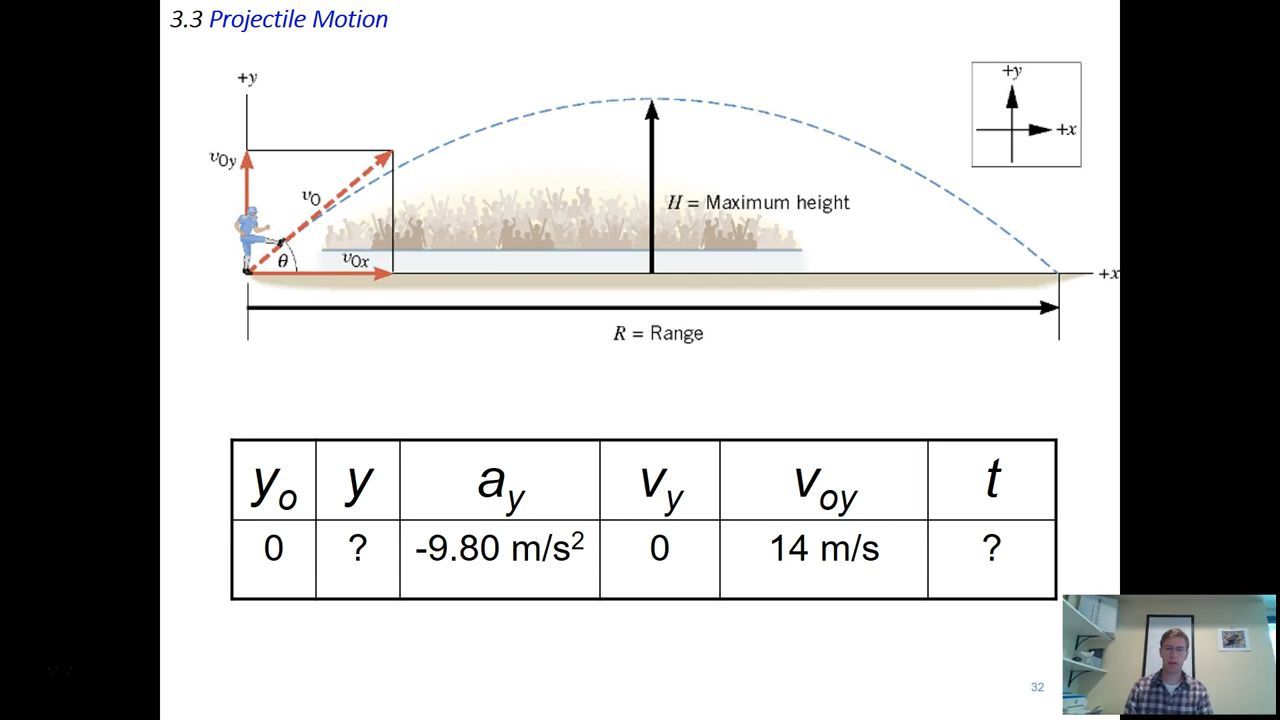 3.3 Projectile Motion
+y
+y
+x
v0y
v0
H = Maximum height
θ
v0x
+x
R = Range
yo y ay vy voy t
0 ? -9.80 m/s² 0 14 m/s ?
32